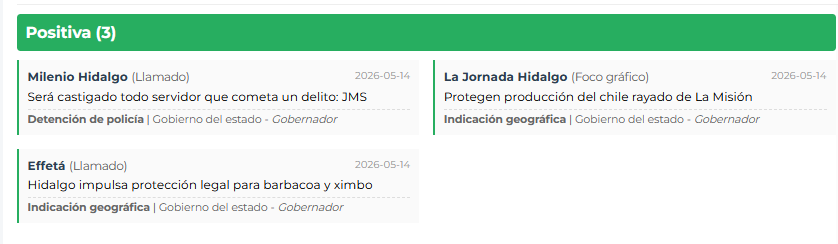 Positiva (3)
Milenio Hidalgo (Llamado) 2026-05-14
Será castigado todo servidor que cometa un delito: JMS
Detención de policía | Gobierno del estado - Gobernador
La Jornada Hidalgo (Foco gráfico) 2026-05-14
Protegen producción del chile rayado de La Misión
Indicación geográfica | Gobierno del estado - Gobernador
Effetá (Llamado) 2026-05-14
Hidalgo impulsa protección legal para barbacoa y ximbo
Indicación geográfica | Gobierno del estado - Gobernador